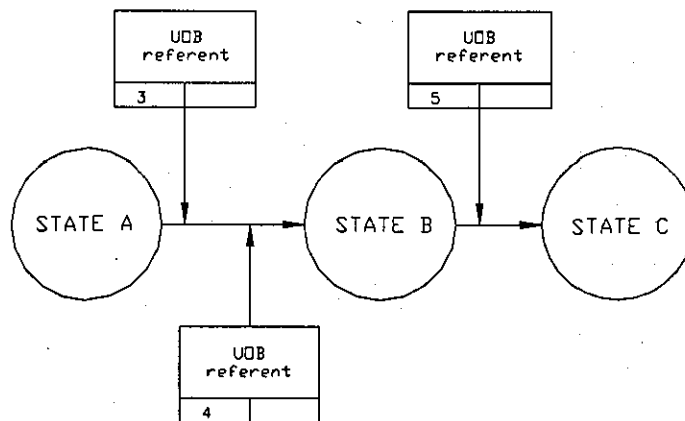 UOB
referent
3
UOB
referent
5
STATE A
STATE B
STATE C
UOB
referent
4